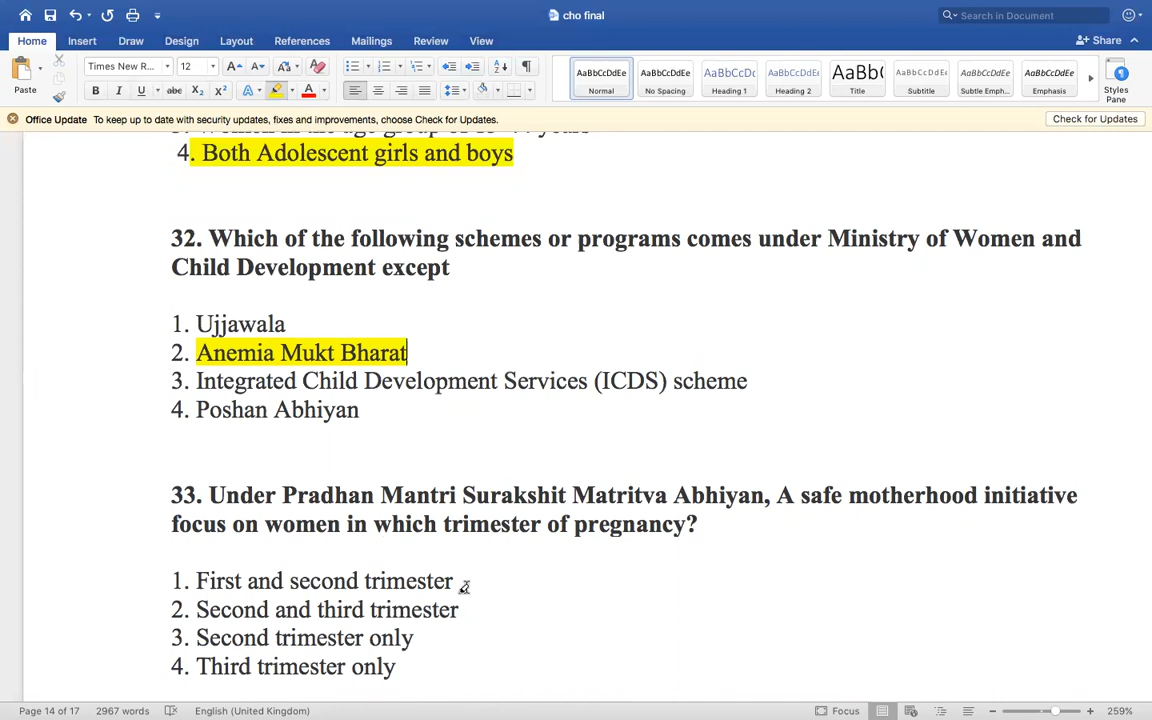 cho final
Search in Document
Home Insert Draw Design Layout References Mailings Review View Share
Paste
Times New R... 12
AaBbCcDdEe AaBbCcDdEe AaBbCcDc AaBbCcDdEe AaBb( AaBbCcDdEe AaBbCcDdEe AaBbCcDdEe
Normal No Spacing Heading 1 Heading 2 Title Subtitle Subtle Emph... Emphasis Styles Pane
Office Update To keep up to date with security updates, fixes and improvements, choose Check for Updates. Check for Updates
4. Both Adolescent girls and boys
32. Which of the following schemes or programs comes under Ministry of Women and
Child Development except
1. Ujjawala
2. Anemia Mukt Bharat
3. Integrated Child Development Services (ICDS) scheme
4. Poshan Abhiyan
33. Under Pradhan Mantri Surakshit Matritva Abhiyan, A safe motherhood initiative
focus on women in which trimester of pregnancy?
1. First and second trimester
2. Second and third trimester
3. Second trimester only
4. Third trimester only
Page 14 of 17 2967 words English (United Kingdom) Focus 259%